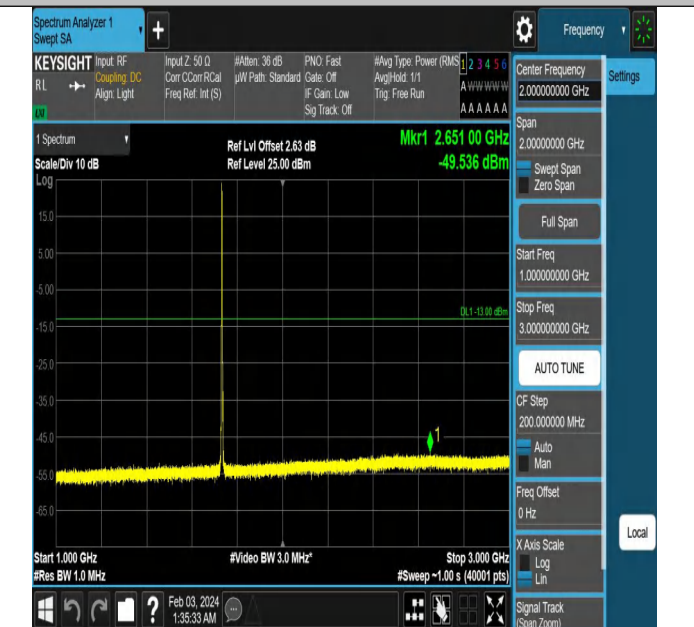 Spectrum Analyzer 1
Swept SA
Frequency
KEYSIGHT
RL
Input: RF
Coupling: DC
Align: Light
Input Z: 50 Ω
Corr CCorr RCal
Freq Ref: Int (S)
#Atten: 36 dB
µW Path: Standard
PNO: Fast
Gate: Off
IF Gain: Low
Sig Track: Off
#Avg Type: Power (RMS
Avg|Hold: 1/1
Trig: Free Run
1 2 3 4 5 6
A W W W W W
A A A A A A
1 Spectrum
Scale/Div 10 dB
Log
Ref Lvl Offset 2.63 dB
Ref Level 25.00 dBm
Mkr1 2.651 00 GHz
-49.536 dBm
15.0
5.00
-5.00
-15.0
-25.0
-35.0
-45.0
-55.0
-65.0
DL1 -13.00 dBm
1
Start 1.000 GHz
#Res BW 1.0 MHz
#Video BW 3.0 MHz*
Stop 3.000 GHz
#Sweep ~1.00 s (40001 pts)
Center Frequency
2.000000000 GHz
Settings
Span
2.00000000 GHz
Swept Span
Zero Span
Full Span
Start Freq
1.000000000 GHz
Stop Freq
3.000000000 GHz
AUTO TUNE
CF Step
200.000000 MHz
Auto
Man
Freq Offset
0 Hz
X Axis Scale
Log
Lin
Local
Signal Track
(Span Zoom)
?
Feb 03, 2024
1:35:33 AM